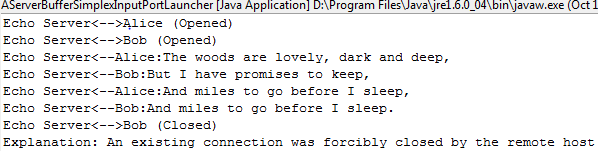 AServerBufferSimplexInputPortLauncher [Java Application] D:\Program Files\Java\jre1.6.0_04\bin\javaw.exe (Oct 1
Echo Server<-->Alice (Opened)
Echo Server<-->Bob (Opened)
Echo Server<--Alice:The woods are lovely, dark and deep,
Echo Server<--Bob:But I have promises to keep,
Echo Server<--Alice:And miles to go before I sleep,
Echo Server<--Bob:And miles to go before I sleep.
Echo Server<-->Bob (Closed)
Explanation: An existing connection was forcibly closed by the remote host